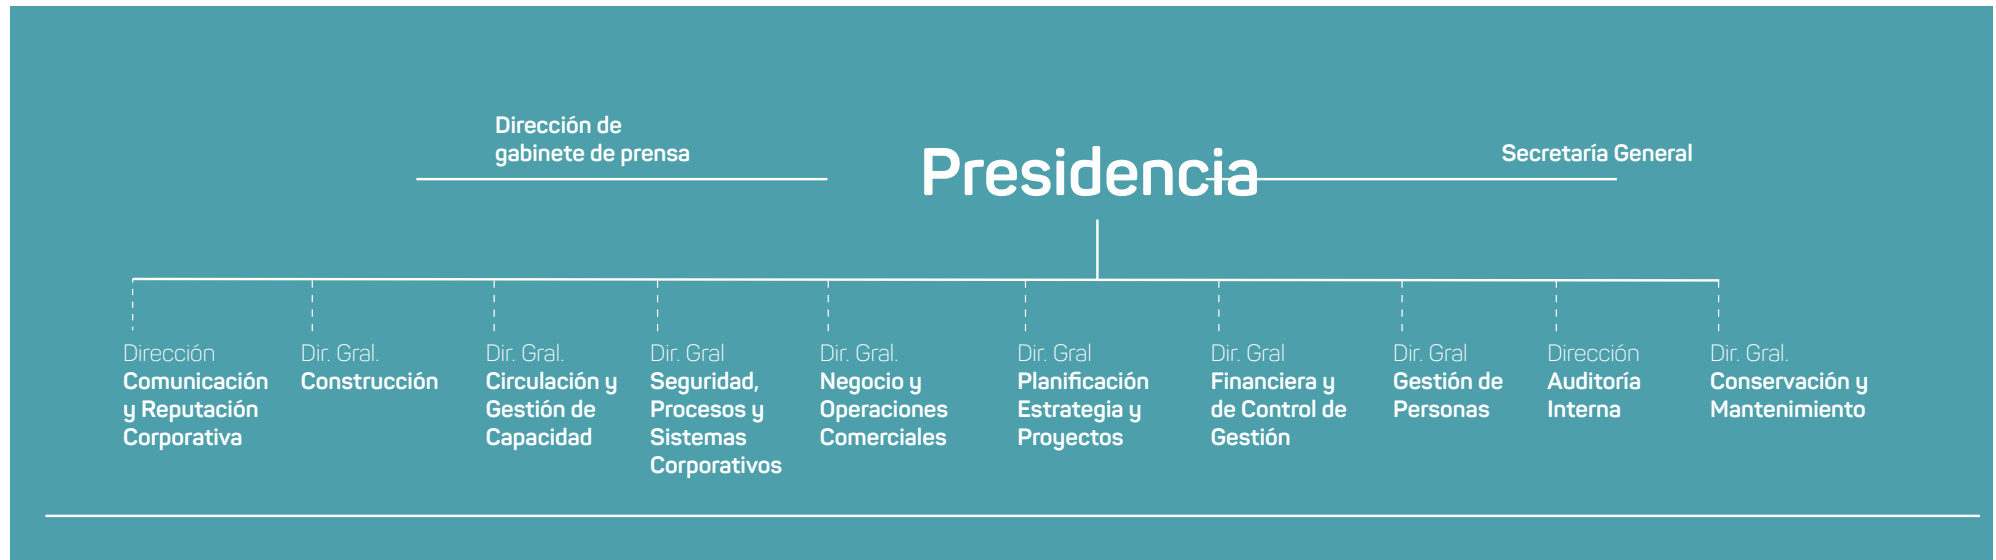 Dirección de
gabinete de prensa
Presidencia
Secretaría General
Dirección
Comunicación
y Reputación
Corporativa
Dir. Gral.
Construcción
Dir. Gral.
Circulación y
Gestión de
Capacidad
Dir. Gral
Seguridad,
Procesos y
Sistemas
Corporativos
Dir. Gral.
Negocio y
Operaciones
Comerciales
Dir. Gral
Planificación
Estrategia y
Proyectos
Dir. Gral
Financiera y
de Control de
Gestión
Dir. Gral
Gestión de
Personas
Dirección
Auditoría
Interna
Dir. Gral.
Conservación y
Mantenimiento